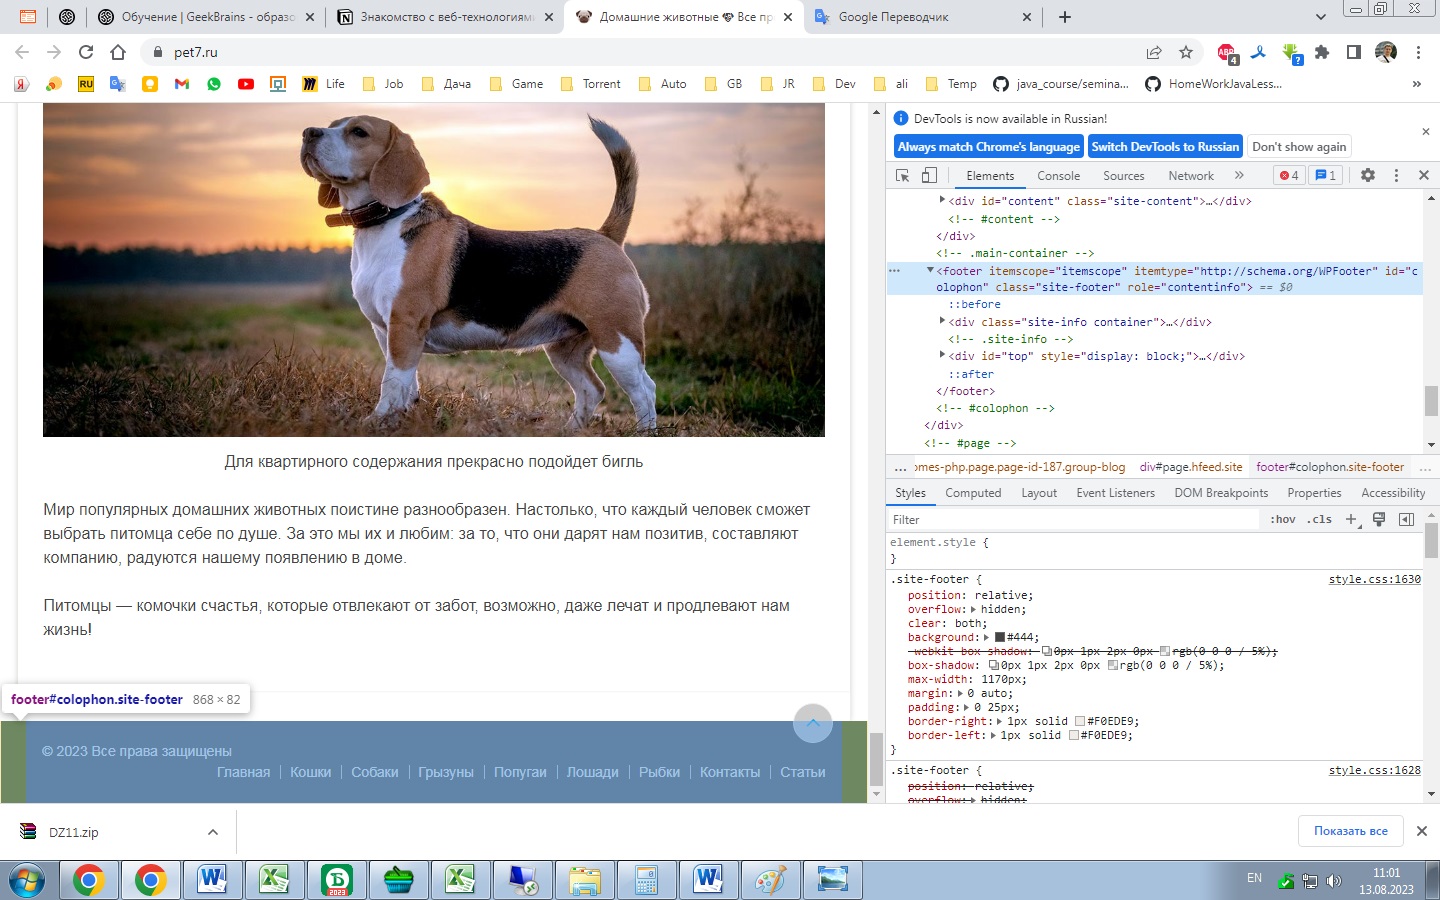 Обучение | GeekBrains - образо
Знакомство с веб-технологиями
Домашние животные 💎 Все пр
Google Переводчик
pet7.ru
ABP
4
?
RU
Life
Job
Дача
Game
Torrent
Auto
GB
JR
Dev
ali
Temp
java_course/semina...
HomeWorkJavaLess...
»
DevTools is now available in Russian!
Always match Chrome's language
Switch DevTools to Russian
Don't show again
Elements
Console
Sources
Network
»
4
1
<div id="content" class="site-content">…</div>
<!-- #content -->
</div>
<!-- .main-container -->
<footer itemscope="itemscope" itemtype="http://schema.org/WPFooter" id="c
olophon" class="site-footer" role="contentinfo"> == $0
::before
<div class="site-info container">…</div>
<!-- .site-info -->
<div id="top" style="display: block;">…</div>
::after
</footer>
<!-- #colophon -->
</div>
<!-- #page -->
... omes-php.page.page-id-187.group-blog div#page.hfeed.site footer#colophon.site-footer ...
Styles
Computed
Layout
Event Listeners
DOM Breakpoints
Properties
Accessibility
Filter
:hov .cls
element.style {
}
.site-footer { style.css:1630
position: relative;
overflow: hidden;
clear: both;
background: #444;
-webkit-box-shadow: 0px 1px 2px 0px rgb(0 0 0 / 5%);
box-shadow: 0px 1px 2px 0px rgb(0 0 0 / 5%);
max-width: 1170px;
margin: 0 auto;
padding: 0 25px;
border-right: 1px solid #F0EDE9;
border-left: 1px solid #F0EDE9;
}
.site-footer { style.css:1628
position: relative;
overflow: hidden;
Для квартирного содержания прекрасно подойдет бигль
Мир популярных домашних животных поистине разнообразен. Настолько, что каждый человек сможет
выбрать питомца себе по душе. За это мы их и любим: за то, что они дарят нам позитив, составляют
компанию, радуются нашему появлению в доме.
Питомцы — комочки счастья, которые отвлекают от забот, возможно, даже лечат и продлевают нам
жизнь!
footer#colophon.site-footer 868 × 82
© 2023 Все права защищены
Главная
Кошки
Собаки
Грызуны
Попугаи
Лошади
Рыбки
Контакты
Статьи
DZ11.zip
Показать все
Б
2023
EN
11:01
13.08.2023